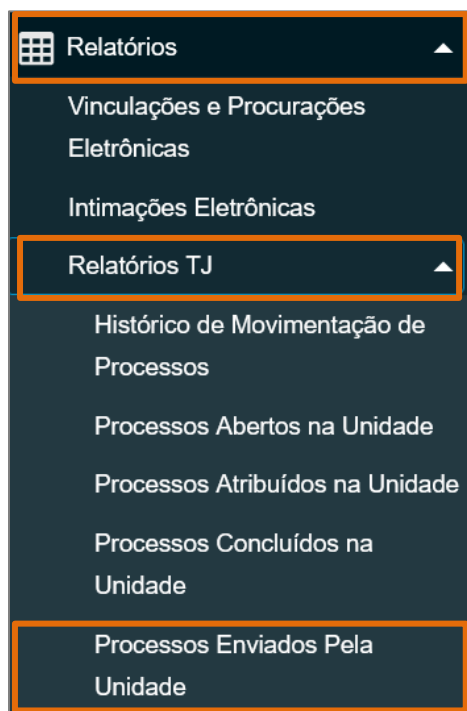 Relatórios
Vinculações e Procurações
Eletrônicas
Intimações Eletrônicas
Relatórios TJ
Histórico de Movimentação de
Processos
Processos Abertos na Unidade
Processos Atribuídos na Unidade
Processos Concluídos na
Unidade
Processos Enviados Pela
Unidade